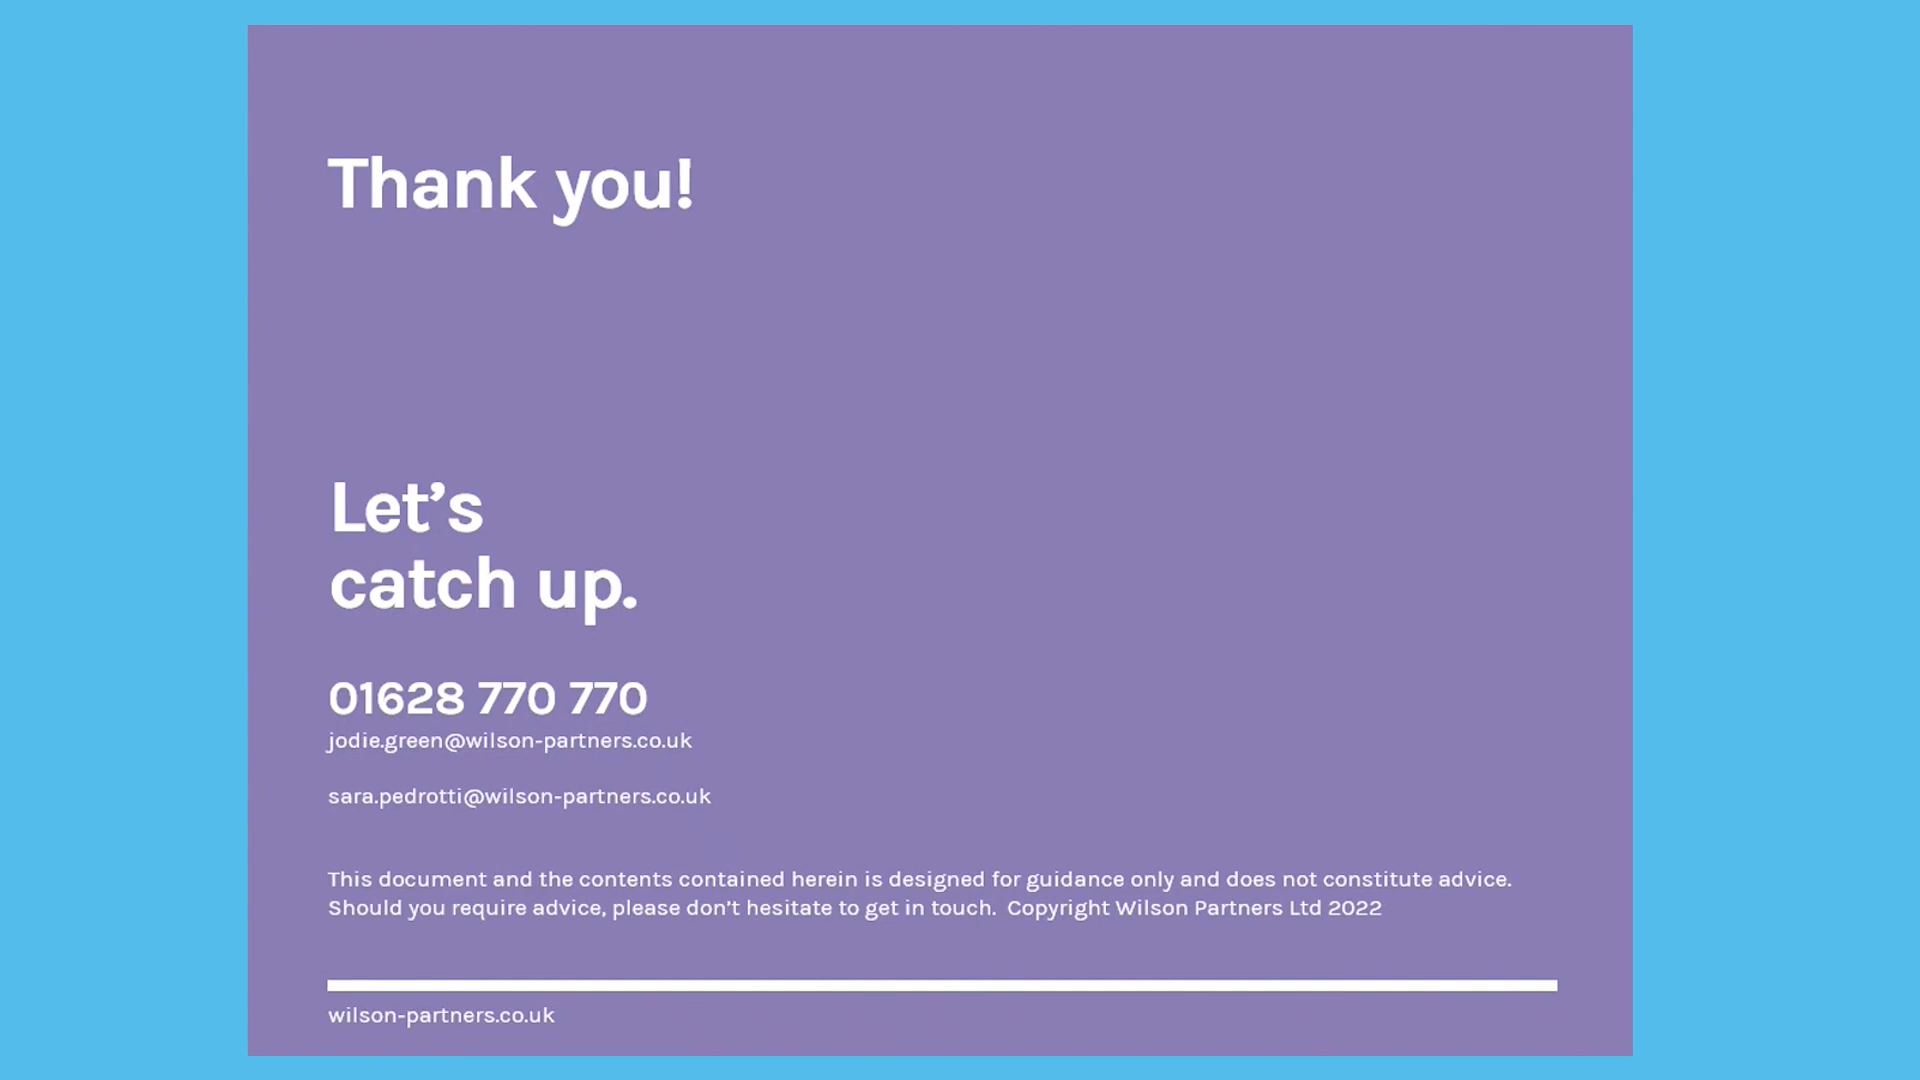 Thank you!
Let’s
catch up.
01628 770 770
jodie.green@wilson-partners.co.uk
sara.pedrotti@wilson-partners.co.uk
This document and the contents contained herein is designed for guidance only and does not constitute advice.
Should you require advice, please don’t hesitate to get in touch.  Copyright Wilson Partners Ltd 2022
wilson-partners.co.uk